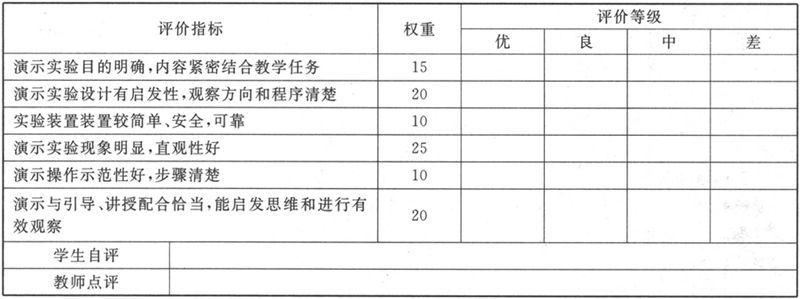 评价指标 权重 评价等级
优 良 中 差
演示实验目的明确,内容紧密结合教学任务 15
演示实验设计有启发性,观察方向和程序清楚 20
实验装置装置较简单、安全,可靠 10
演示实验现象明显,直观性好 25
演示操作示范性好,步骤清楚 10
演示与引导、讲授配合恰当,能启发思维和进行有
效观察 20
学生自评
教师点评